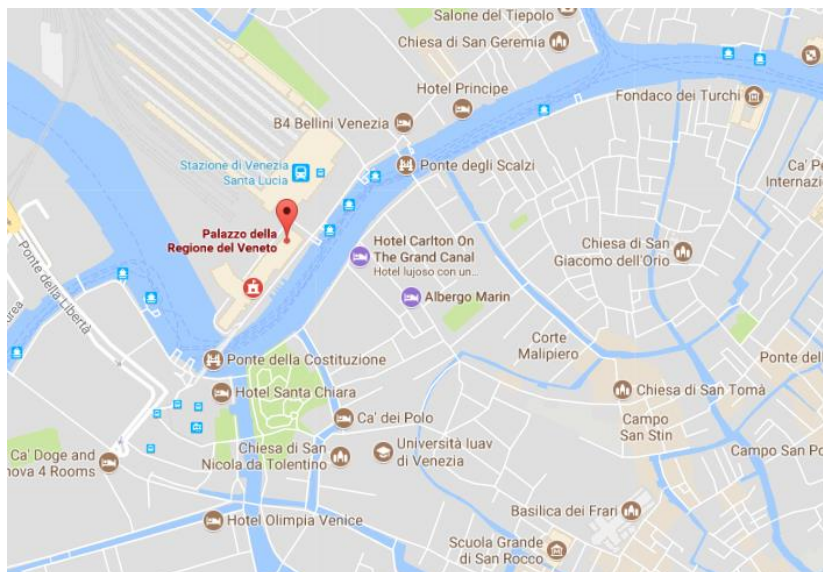 Salone del Tiepolo
Chiesa di San Geremia
Hotel Principe
Fondaco dei Turchi
B4 Bellini Venezia
Stazione di Venezia
Santa Lucia
Ponte degli Scalzi
Ca' Pe
Internazi
Palazzo della
Regione del Veneto
Hotel Carlton On
The Grand Canal
Hotel lujoso con un...
Chiesa di San
Giacomo dell'Orio
Ponte della Libertà
Albergo Marin
urea
Corte
Malipiero
Ponte della Costituzione
Ponte dell
Hotel Santa Chiara
Chiesa di San Tomà
Ca' dei Polo
Campo
San Stin
Ca' Doge and
nova 4 Rooms
Chiesa di San
Nicola da Tolentino
Università Iuav
di Venezia
Campo San Po
Basilica dei Frari
Hotel Olimpia Venice
Scuola Grande
di San Rocco